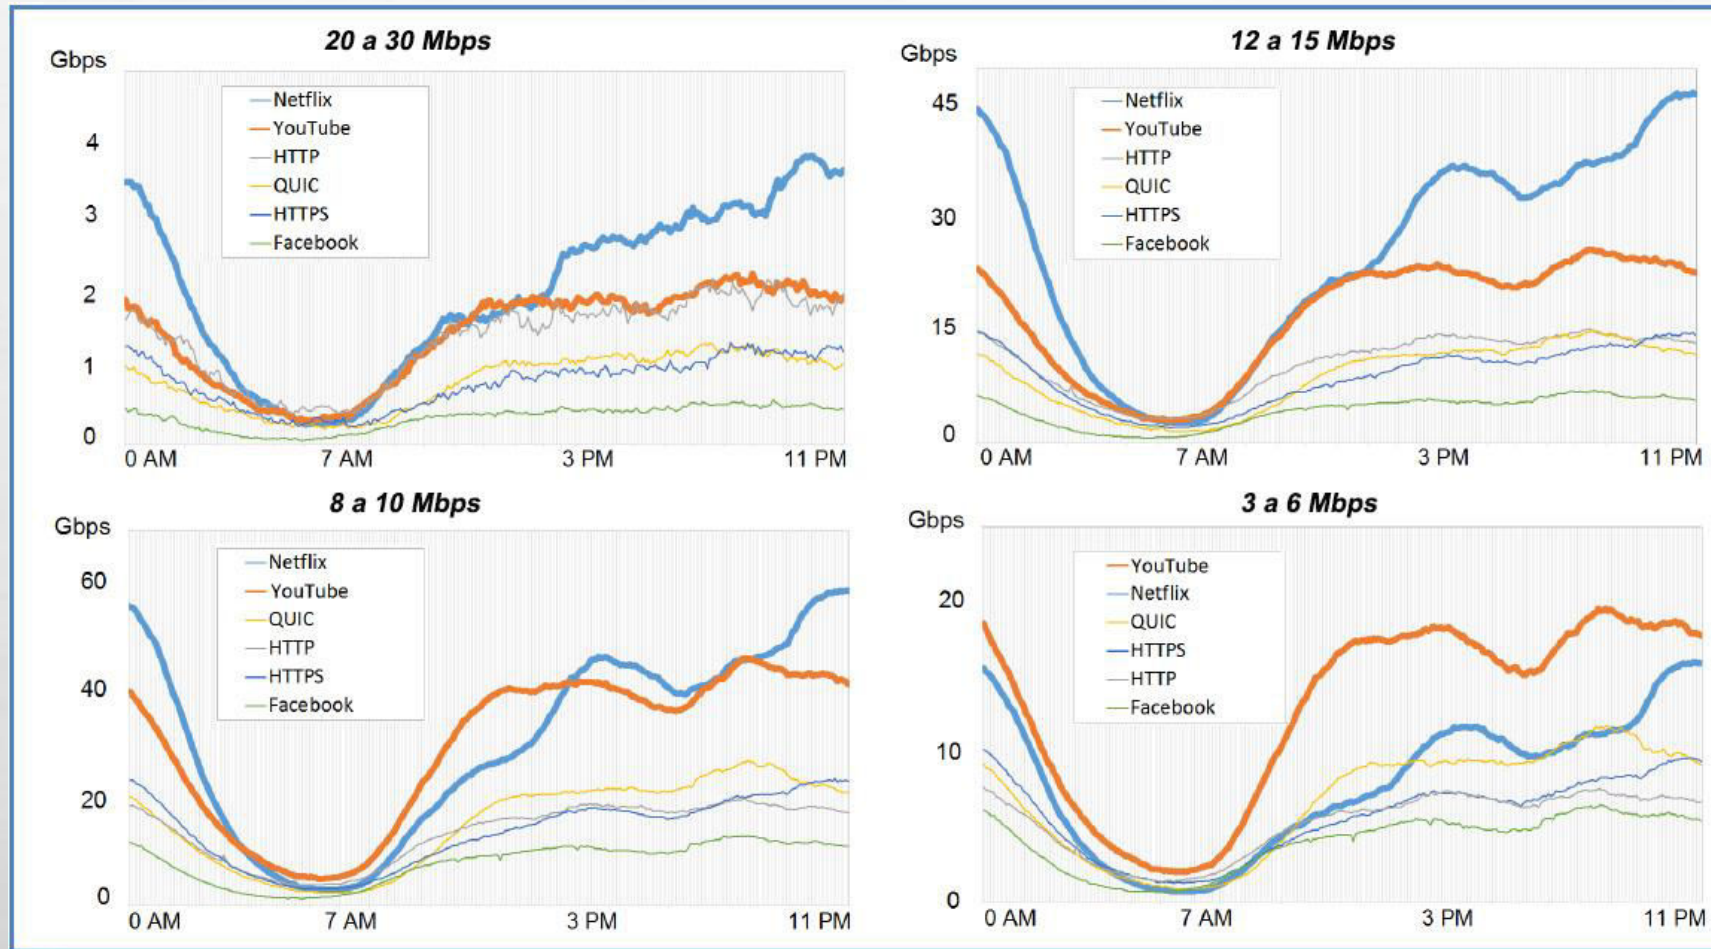 20 a 30 Mbps
Gbps
Netflix
YouTube
HTTP
QUIC
HTTPS
Facebook
4
3
2
1
0
0 AM 7 AM 3 PM 11 PM
12 a 15 Mbps
Gbps
Netflix
YouTube
HTTP
QUIC
HTTPS
Facebook
45
30
15
0
0 AM 7 AM 3 PM 11 PM
8 a 10 Mbps
Gbps
Netflix
YouTube
QUIC
HTTP
HTTPS
Facebook
60
40
20
0
0 AM 7 AM 3 PM 11 PM
3 a 6 Mbps
Gbps
YouTube
Netflix
QUIC
HTTPS
HTTP
Facebook
20
10
0
0 AM 7 AM 3 PM 11 PM